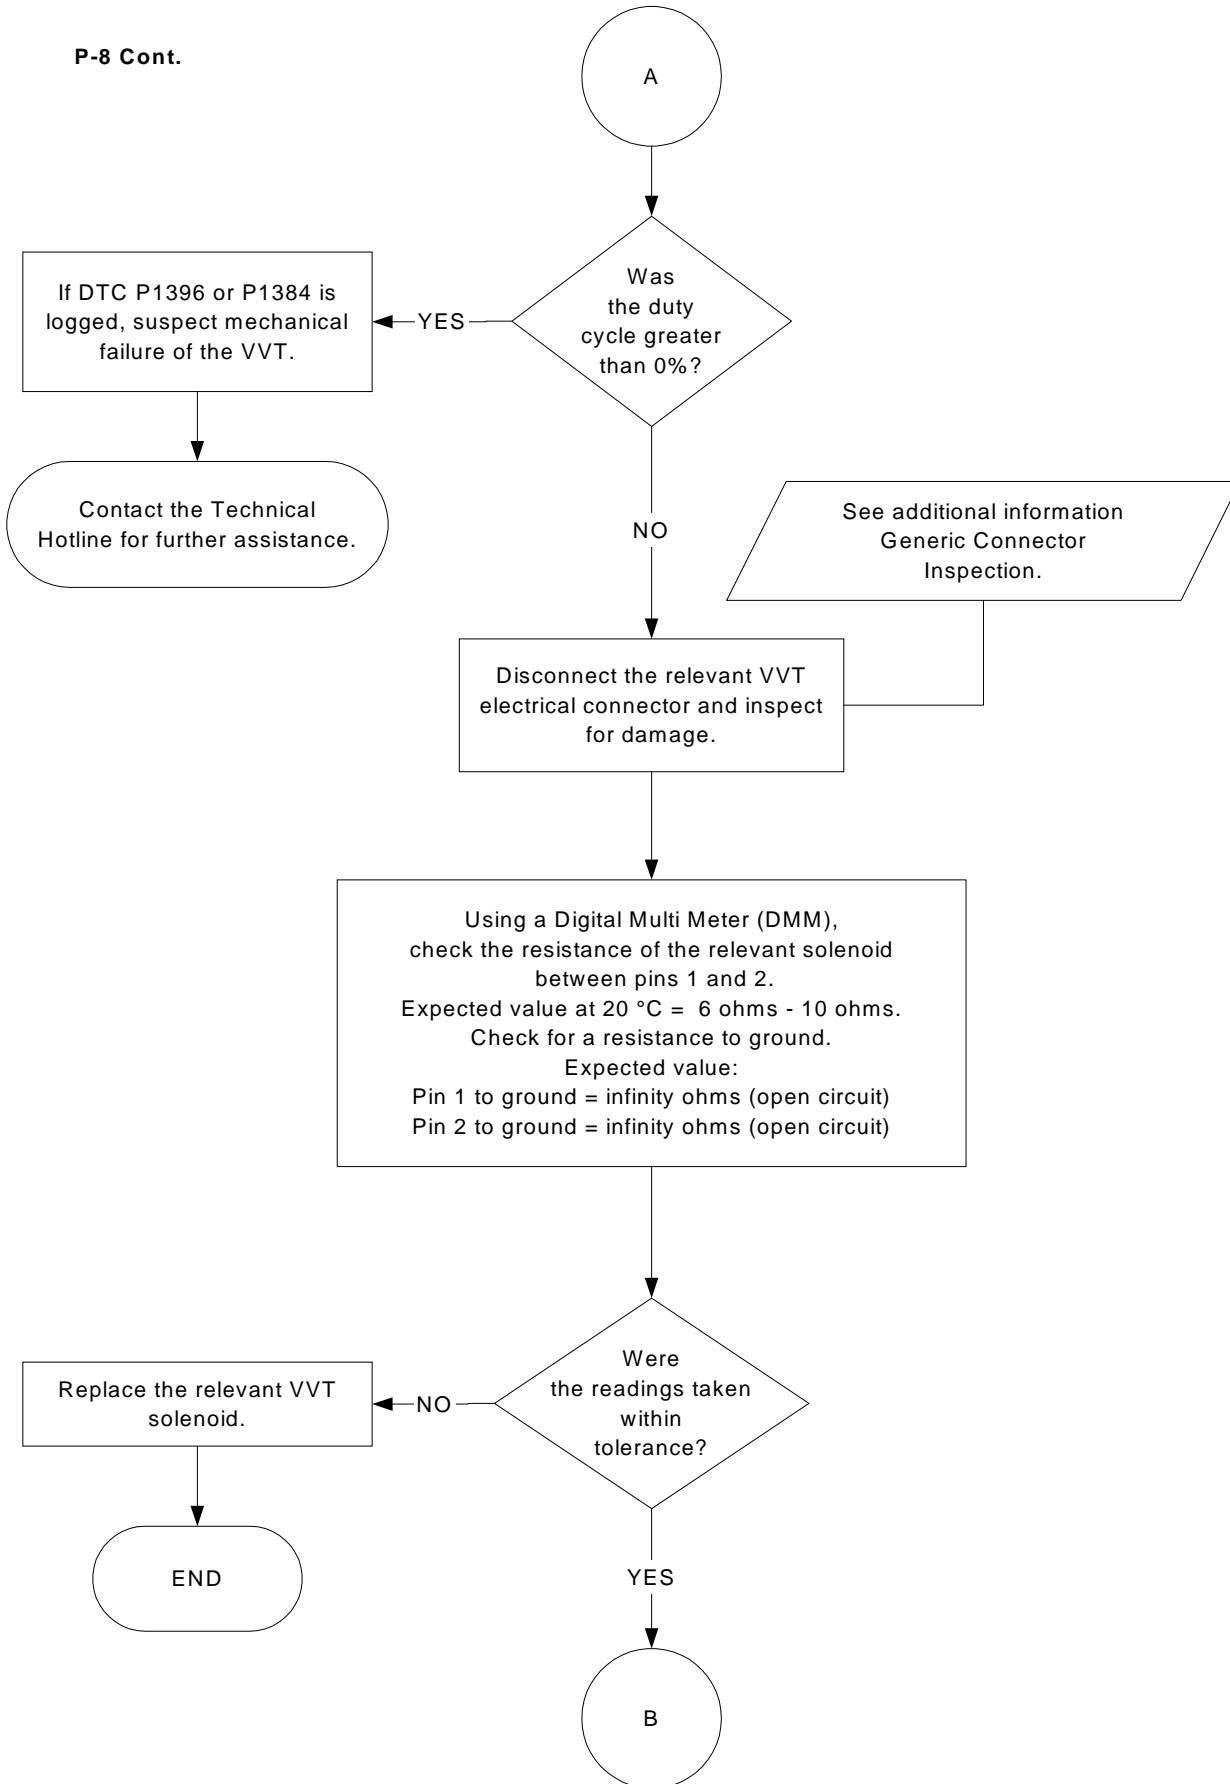 P-8 Cont.
A
Was
the duty
cycle greater
than 0%?
YES
If DTC P1396 or P1384 is
logged, suspect mechanical
failure of the VVT.
Contact the Technical
Hotline for further assistance.
NO
See additional information
Generic Connector
Inspection.
Disconnect the relevant VVT
electrical connector and inspect
for damage.
Using a Digital Multi Meter (DMM),
check the resistance of the relevant solenoid
between pins 1 and 2.
Expected value at 20 °C =  6 ohms - 10 ohms.
Check for a resistance to ground.
Expected value:
Pin 1 to ground = infinity ohms (open circuit)
Pin 2 to ground = infinity ohms (open circuit)
Were
the readings taken
within
tolerance?
NO
Replace the relevant VVT
solenoid.
END
YES
B